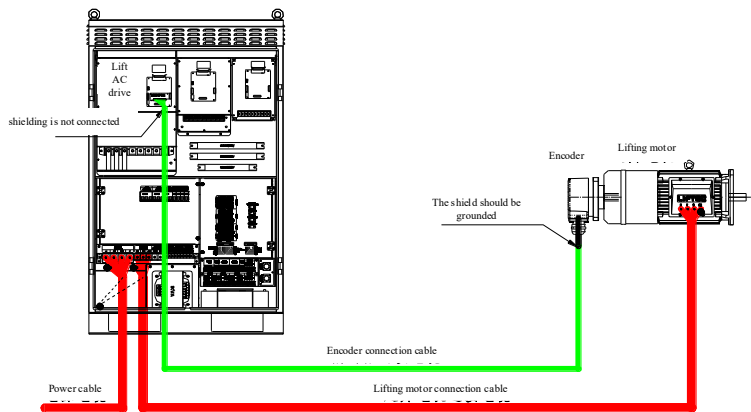 Lift
AC
drive
shielding is not connected
Encoder
Lifting motor
The shield should be
grounded
Encoder connection cable
Power cable
Lifting motor connection cable